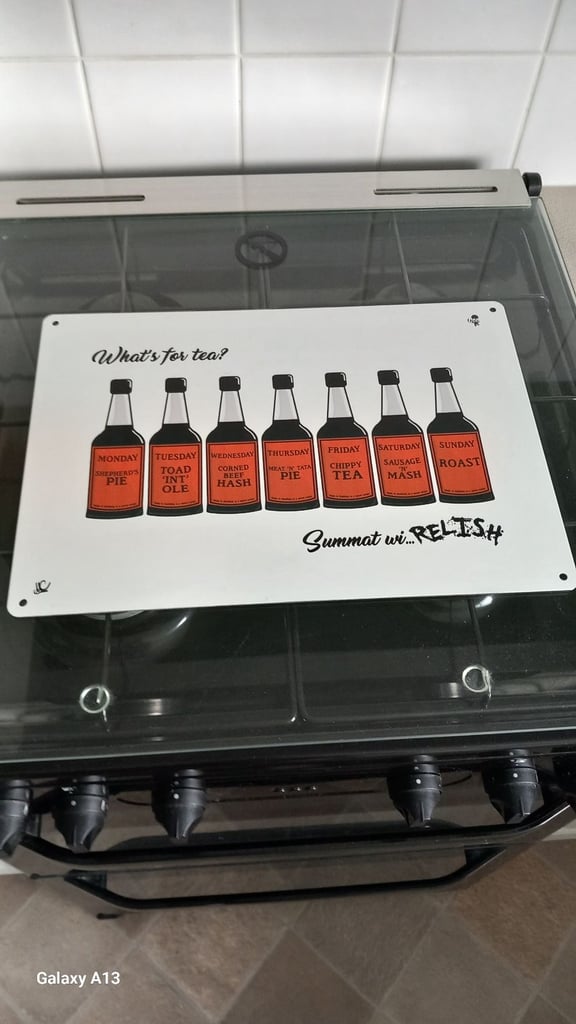 What's for tea?
MONDAY
SHEPHERD'S
PIE
TUESDAY
TOAD
'INT'
OLE
WEDNESDAY
CORNED
BEEF
HASH
THURSDAY
MEAT 'N' TATA
PIE
FRIDAY
CHIPPY
TEA
SATURDAY
SAUSAGE
'N'
MASH
SUNDAY
ROAST
Summat wi...RELISH
Galaxy A13